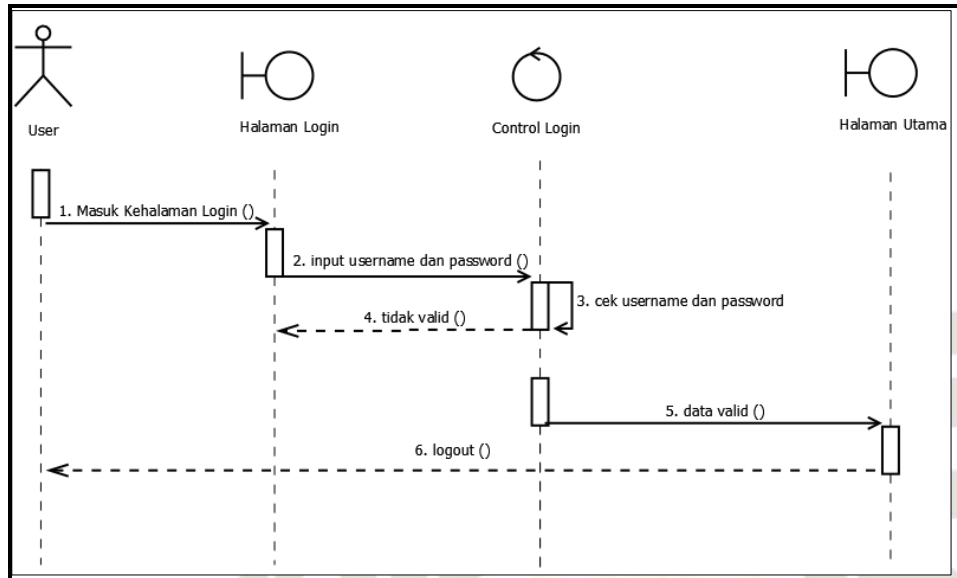 User
Halaman Login
Control Login
Halaman Utama
1. Masuk Kehalaman Login ()
2. input username dan password ()
3. cek username dan password
4. tidak valid ()
5. data valid ()
6. logout ()